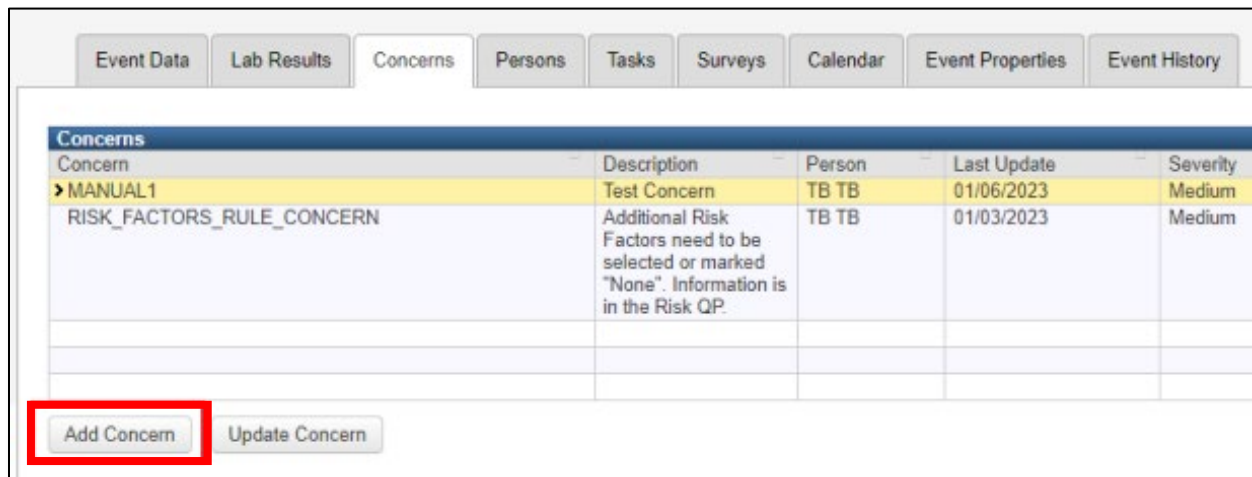 Event Data Lab Results Concerns Persons Tasks Surveys Calendar Event Properties Event History
Concerns
Concern Description Person Last Update Severity
MANUAL1 Test Concern TB TB 01/06/2023 Medium
RISK_FACTORS_RULE_CONCERN Additional Risk TB TB 01/03/2023 Medium
Factors need to be
selected or marked
"None". Information is
in the Risk QP.
Add Concern Update Concern